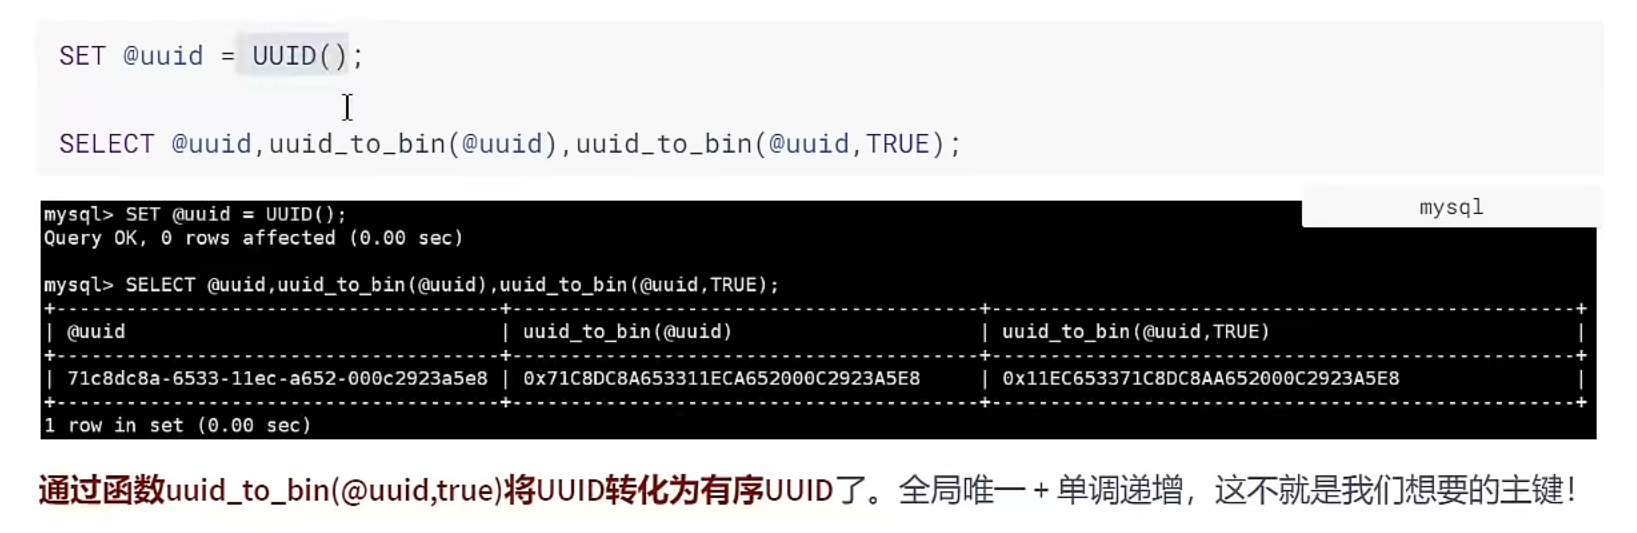 SET @uuid = UUID();
SELECT @uuid,uuid_to_bin(@uuid),uuid_to_bin(@uuid,TRUE);
mysql
mysql> SET @uuid = UUID();
Query OK, 0 rows affected (0.00 sec)
mysql> SELECT @uuid,uuid_to_bin(@uuid),uuid_to_bin(@uuid,TRUE);
+--------------------------------------+------------------------------------+------------------------------------+
| @uuid | uuid_to_bin(@uuid) | uuid_to_bin(@uuid,TRUE) |
+--------------------------------------+------------------------------------+------------------------------------+
| 71c8dc8a-6533-11ec-a652-000c2923a5e8 | 0x71C8DC8A653311ECA652000C2923A5E8 | 0x11EC653371C8DC8AA652000C2923A5E8 |
+--------------------------------------+------------------------------------+------------------------------------+
1 row in set (0.00 sec)
通过函数uuid_to_bin(@uuid,true)将UUID转化为有序UUID了。全局唯一 + 单调递增，这不就是我们想要的主键！